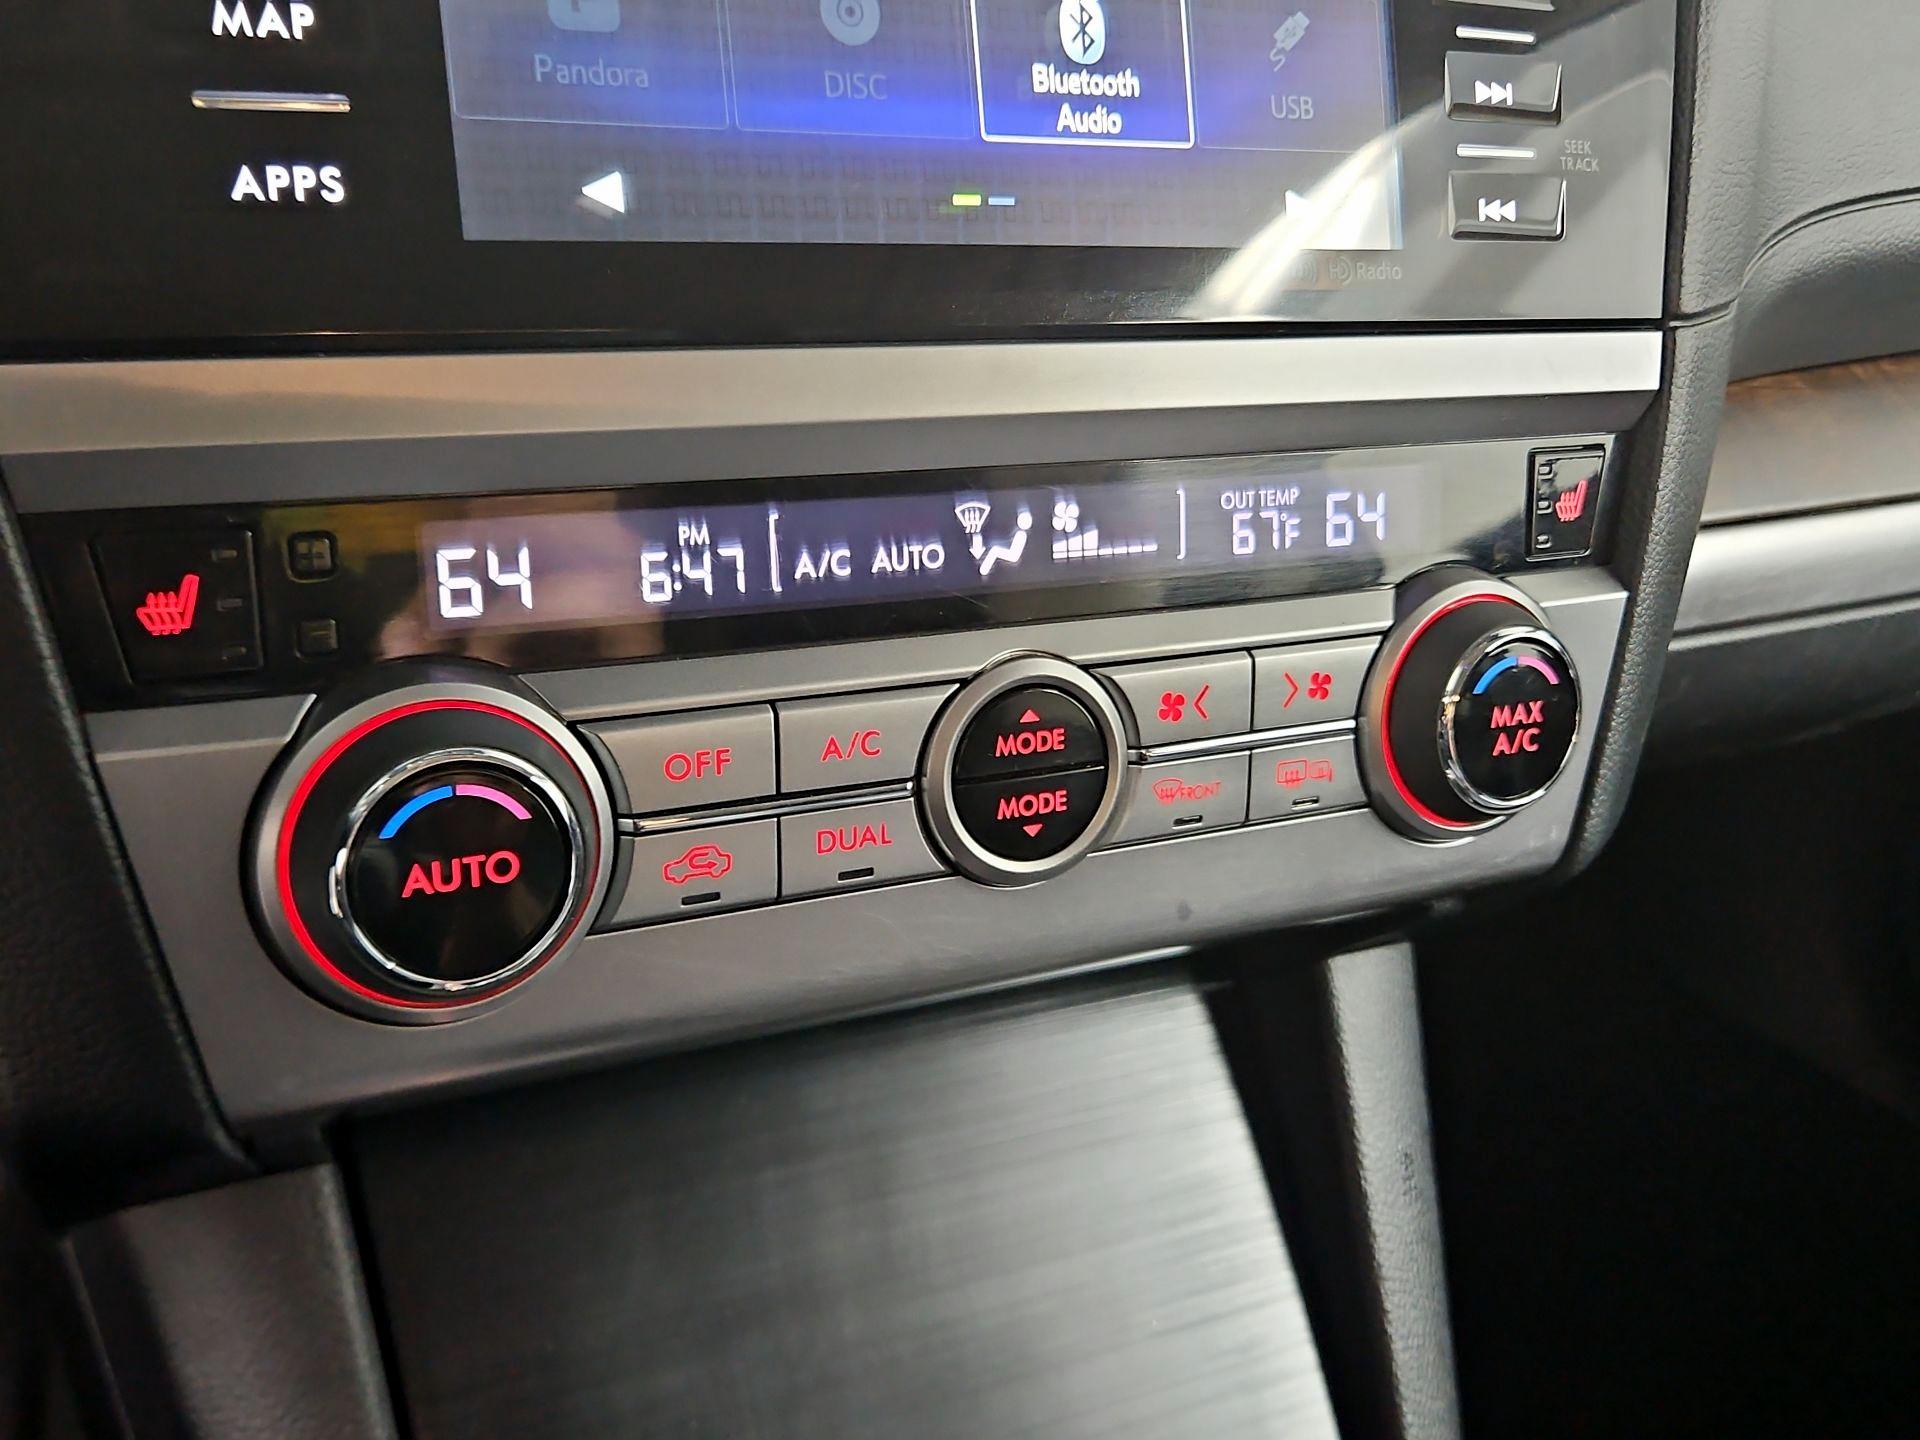 MAP
APPS
Pandora
DISC
Bluetooth
Audio
USB
SEEK
TRACK
HD Radio
64
PM
6:47
A/C AUTO
OUT TEMP
67°F
64
AUTO
OFF
A/C
DUAL
MODE
MODE
FRONT
MAX
A/C